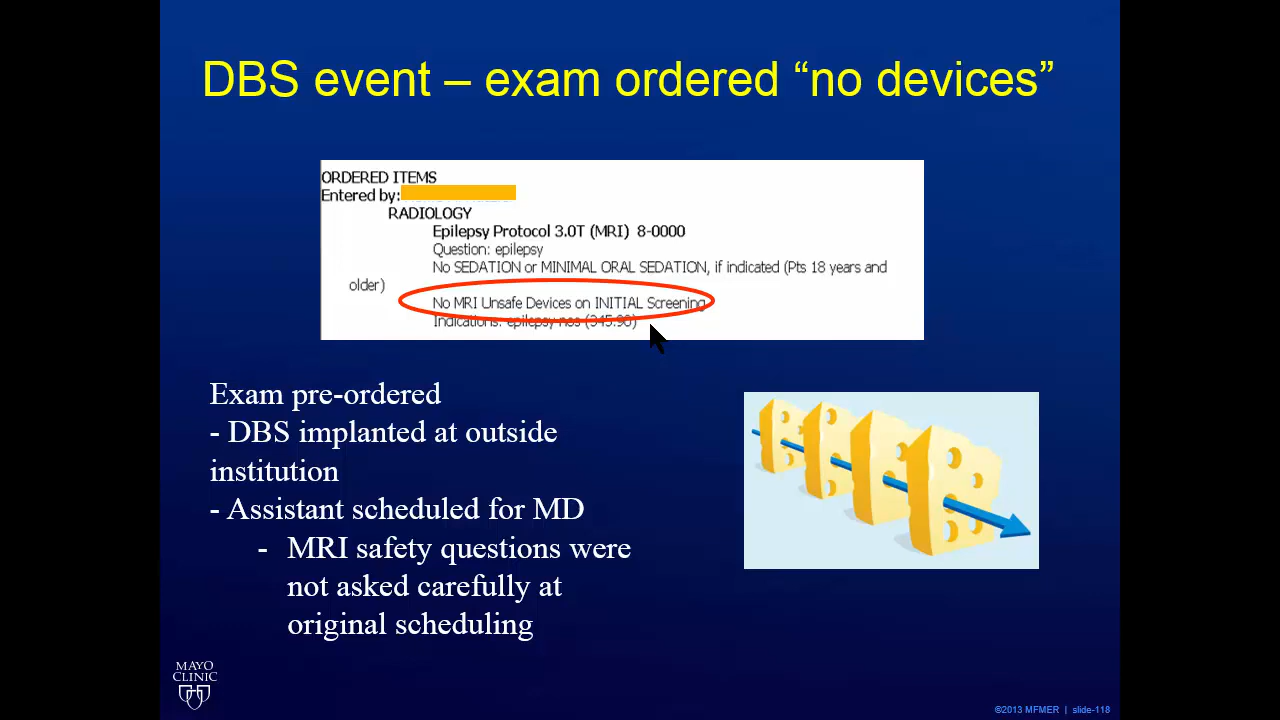 DBS event – exam ordered “no devices”
ORDERED ITEMS
Entered by:
RADIOLOGY
Epilepsy Protocol 3.0T (MRI) 8-0000
Question: epilepsy
No SEDATION or MINIMAL ORAL SEDATION, if indicated (Pts 18 years and
older)
No MRI Unsafe Devices on INITIAL Screening
Indications: epilepsy nos (345.90)
Exam pre-ordered
- DBS implanted at outside
institution
- Assistant scheduled for MD
- MRI safety questions were
not asked carefully at
original scheduling
MAYO
CLINIC
©2013 MFMER | slide-118